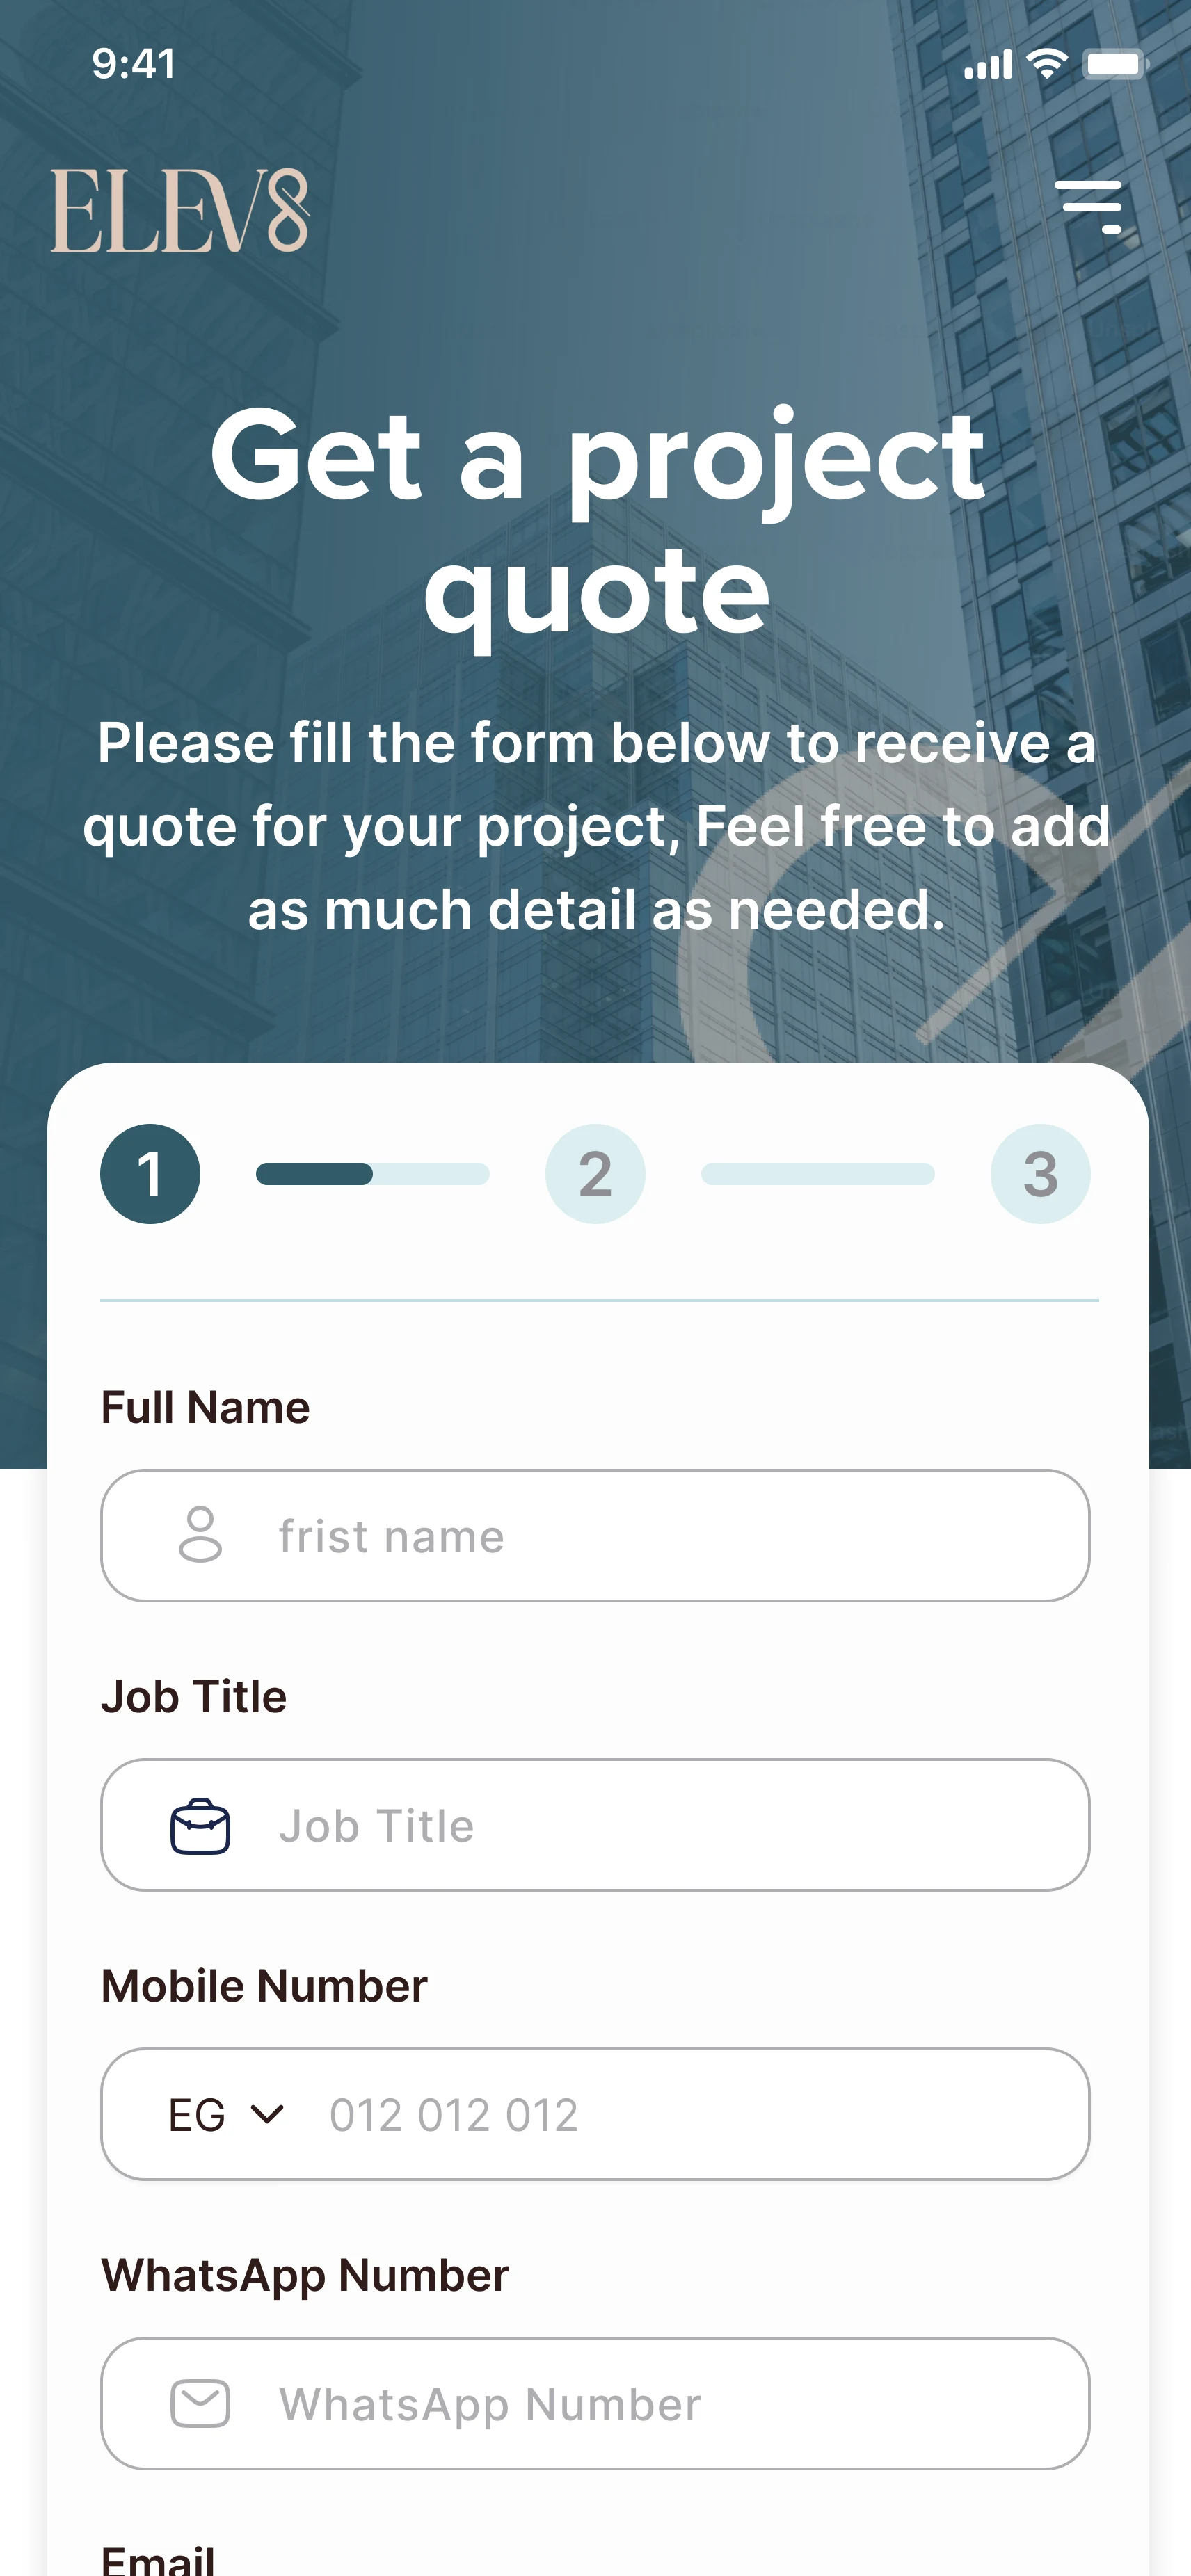 9:41
ELEV8
Get a project
quote
Please fill the form below to receive a
quote for your project, Feel free to add
as much detail as needed.
1 2 3
Full Name
frist name
Job Title
Job Title
Mobile Number
EG 012 012 012
WhatsApp Number
WhatsApp Number
Email